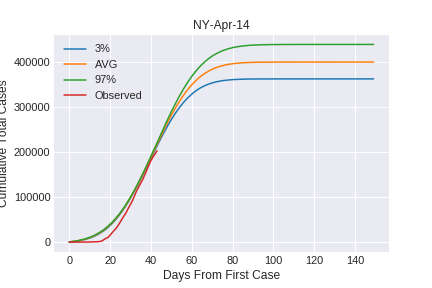 NY-Apr-14
3%
AVG
97%
Observed
400000
300000
200000
100000
0
Cumulative Total Cases
0 20 40 60 80 100 120 140
Days From First Case